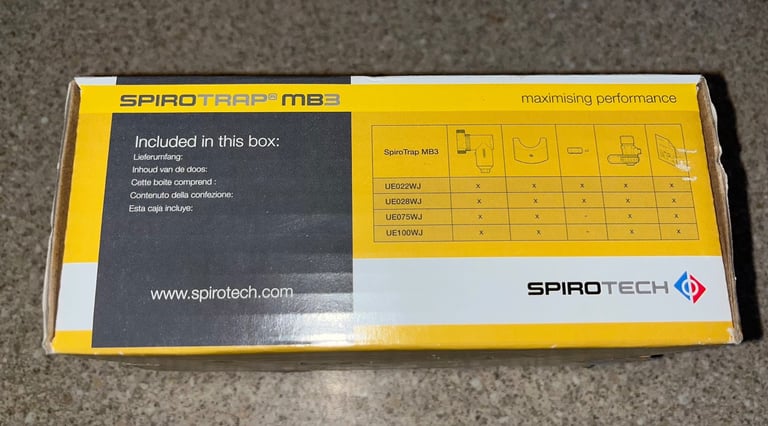 SPIROTRAP® MB3
maximising performance
Included in this box:
Lieferumfang:
Inhoud van de doos:
Cette boite comprend :
Contenuto della confezione:
Esta caja incluye:
SpiroTrap MB3
UE022WJ x x x x x
UE028WJ x x x x x
UE075WJ x x - x x
UE100WJ x x - x x
www.spirotech.com
SPIROTECH